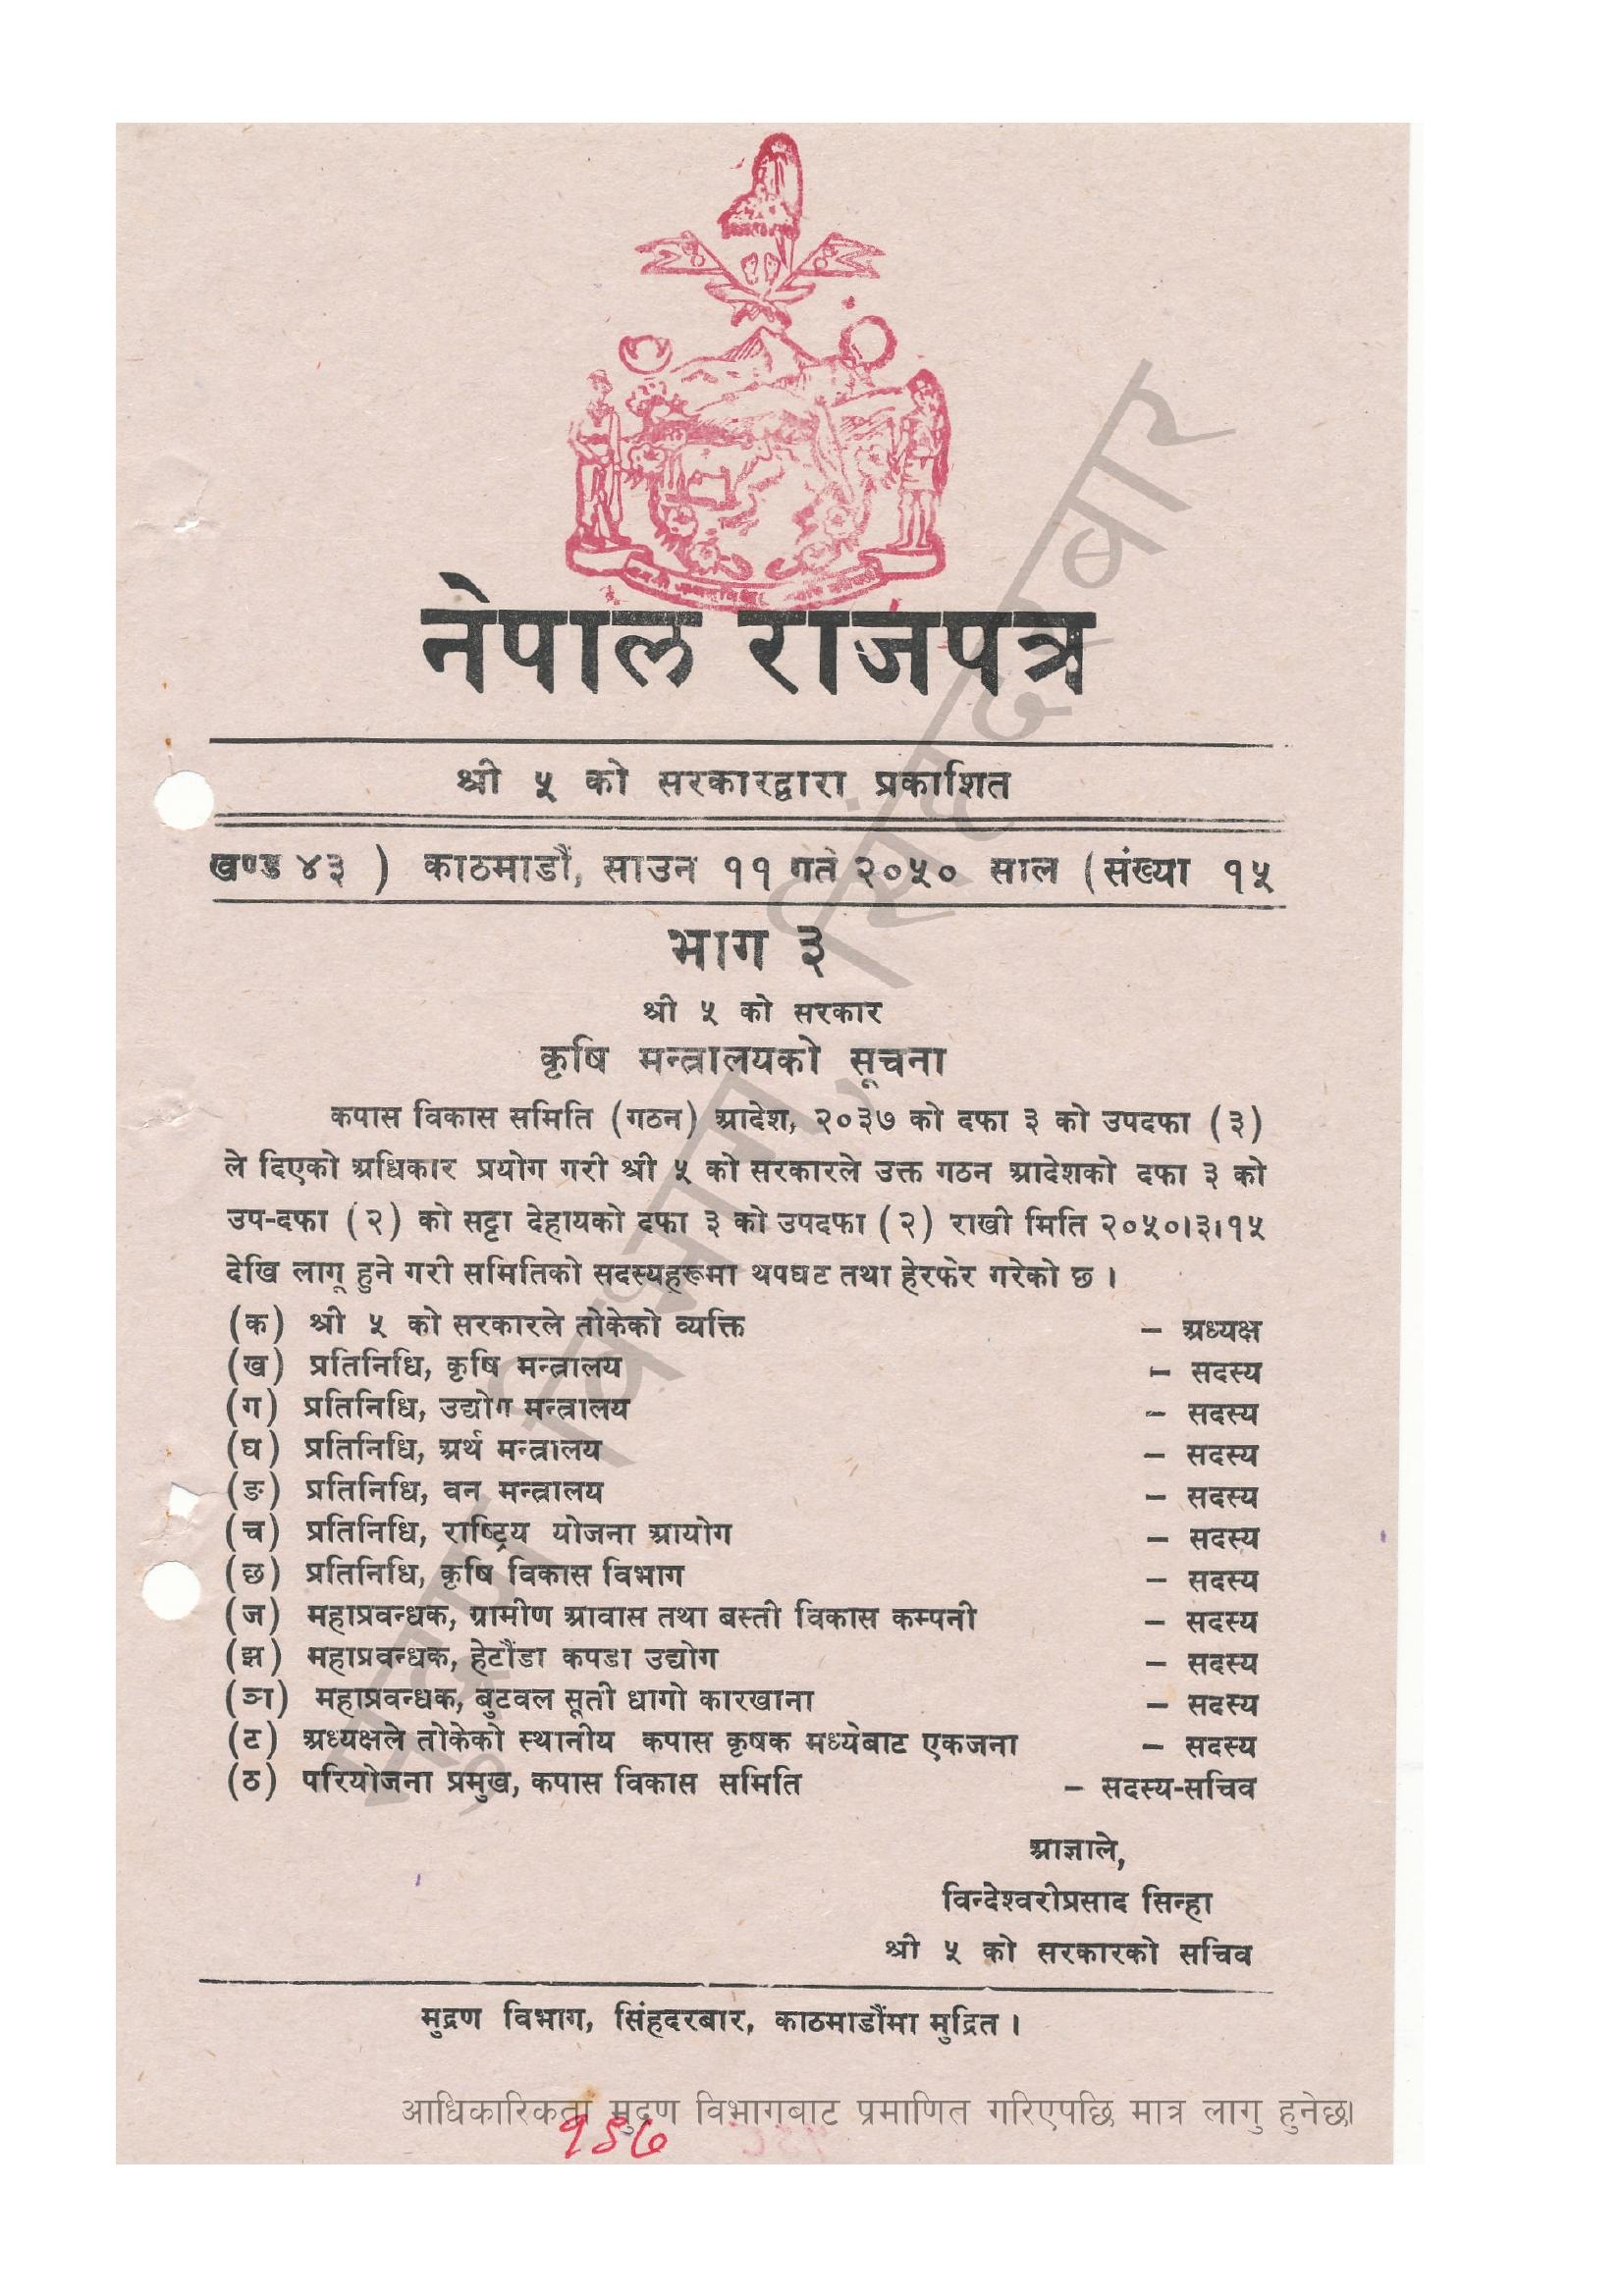 नेपाल राजपत्र
श्री ५ को सरकारद्वारा प्रकाशित
खण्ड ४३ ) काठमाडौं, साउन ११ गते २०५० साल (संख्या १५
भाग ३
श्री ५ को सरकार
कृषि मन्त्रालयको सूचना
कपास विकास समिति (गठन) आदेश, २०३७ को दफा ३ को उपदफा (३)
ले दिएको अधिकार प्रयोग गरी श्री ५ को सरकारले उक्त गठन आदेशको दफा ३ को
उप-दफा (२) को सट्टा देहायको दफा ३ को उपदफा (२) राखी मिति २०५०।३।१५
देखि लागू हुने गरी समितिको सदस्यहरूमा थपघट तथा हेरफेर गरेको छ ।
(क) श्री ५ को सरकारले तोकेको व्यक्ति – अध्यक्ष
(ख) प्रतिनिधि, कृषि मन्त्रालय – सदस्य
(ग) प्रतिनिधि, उद्योग मन्त्रालय – सदस्य
(घ) प्रतिनिधि, अर्थ मन्त्रालय – सदस्य
(ङ) प्रतिनिधि, वन मन्त्रालय – सदस्य
(च) प्रतिनिधि, राष्ट्रिय योजना आयोग – सदस्य
(छ) प्रतिनिधि, कृषि विकास विभाग – सदस्य
(ज) महाप्रवन्धक, ग्रामीण आवास तथा बस्ती विकास कम्पनी – सदस्य
(झ) महाप्रवन्धक, हेटौंडा कपडा उद्योग – सदस्य
(ञ) महाप्रवन्धक, बुटवल सूती धागो कारखाना – सदस्य
(ट) अध्यक्षले तोकेको स्थानीय कपास कृषक मध्येबाट एकजना – सदस्य
(ठ) परियोजना प्रमुख, कपास विकास समिति – सदस्य-सचिव
आज्ञाले,
विन्देश्वरीप्रसाद सिन्हा
श्री ५ को सरकारको सचिव
मुद्रण विभाग, सिंहदरबार, काठमाडौंमा मुद्रित ।
मुद्रण विभाग, सिंहदरबार
आधिकारिकता मुद्रण विभागबाट प्रमाणित गरिएपछि मात्र लागु हुनेछ।